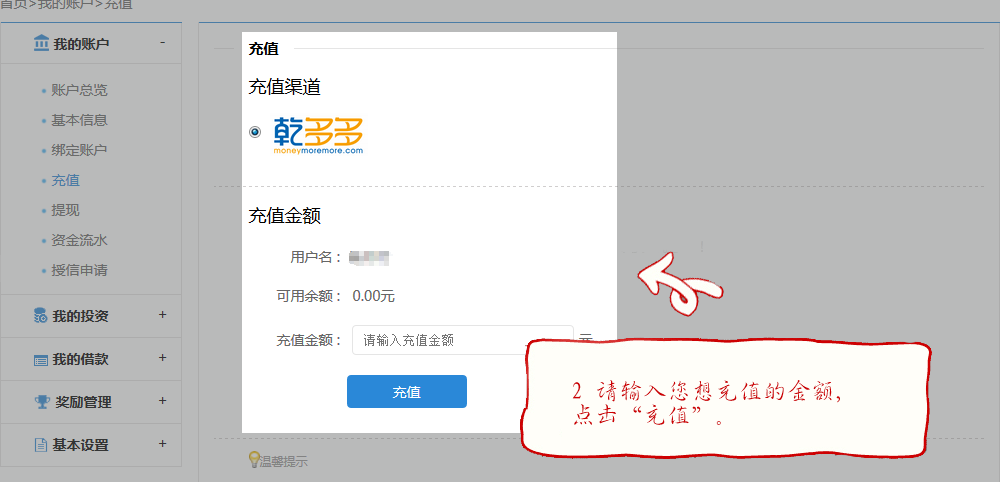 首页>我的账户>充值
我的账户 -
账户总览
基本信息
绑定账户
充值
提现
资金流水
授信申请
我的投资 +
我的借款 +
奖励管理 +
基本设置 +
充值
充值渠道
乾多多
moneymoremore.com
充值金额
用户名：
可用余额： 0.00元
充值金额： 请输入充值金额 元
充值
2 请输入您想充值的金额，
点击“充值”。
温馨提示